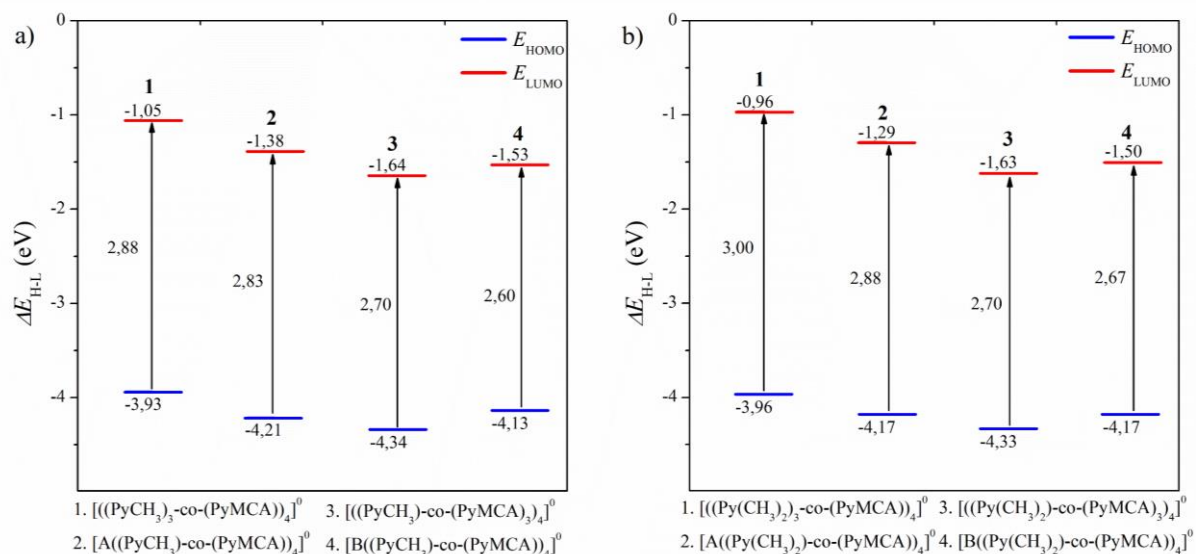 a)
0
-1
-2
-3
-4
ΔE_H-L (eV)
E_HOMO
E_LUMO
1
-1,05
2,88
-3,93
2
-1,38
2,83
-4,21
3
-1,64
2,70
-4,34
4
-1,53
2,60
-4,13
1. [((PyCH₃)₃-co-(PyMCA))₄]⁰
3. [((PyCH₃)-co-(PyMCA)₃)₄]⁰
2. [A((PyCH₃)-co-(PyMCA))₄]⁰
4. [B((PyCH₃)-co-(PyMCA))₄]⁰
b)
0
-1
-2
-3
-4
ΔE_H-L (eV)
E_HOMO
E_LUMO
1
-0,96
3,00
-3,96
2
-1,29
2,88
-4,17
3
-1,63
2,70
-4,33
4
-1,50
2,67
-4,17
1. [((Py(CH₃)₂)₃-co-(PyMCA))₄]⁰
3. [((Py(CH₃)₂)-co-(PyMCA)₃)₄]⁰
2. [A((Py(CH₃)₂)-co-(PyMCA))₄]⁰
4. [B((Py(CH₃)₂)-co-(PyMCA))₄]⁰